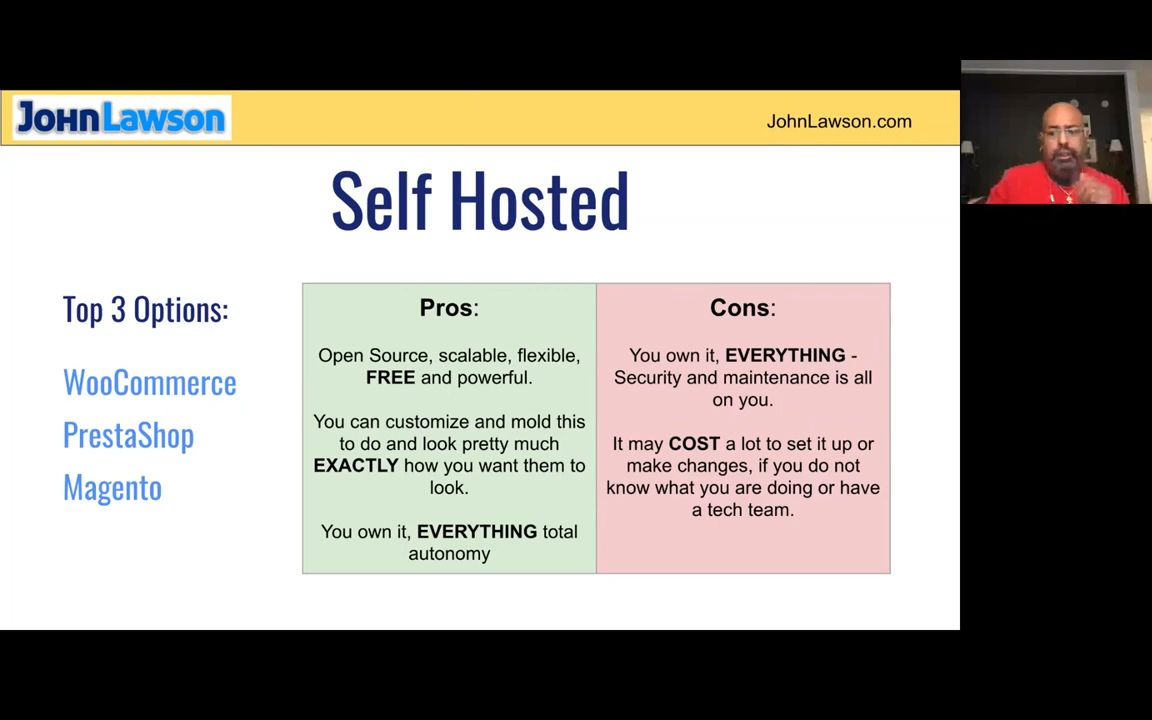 JohnLawson
JohnLawson.com
Self Hosted
Top 3 Options:
WooCommerce
PrestaShop
Magento
Pros:
Open Source, scalable, flexible,
FREE and powerful.
You can customize and mold this
to do and look pretty much
EXACTLY how you want them to
look.
You own it, EVERYTHING total
autonomy
Cons:
You own it, EVERYTHING -
Security and maintenance is all
on you.
It may COST a lot to set it up or
make changes, if you do not
know what you are doing or have
a tech team.